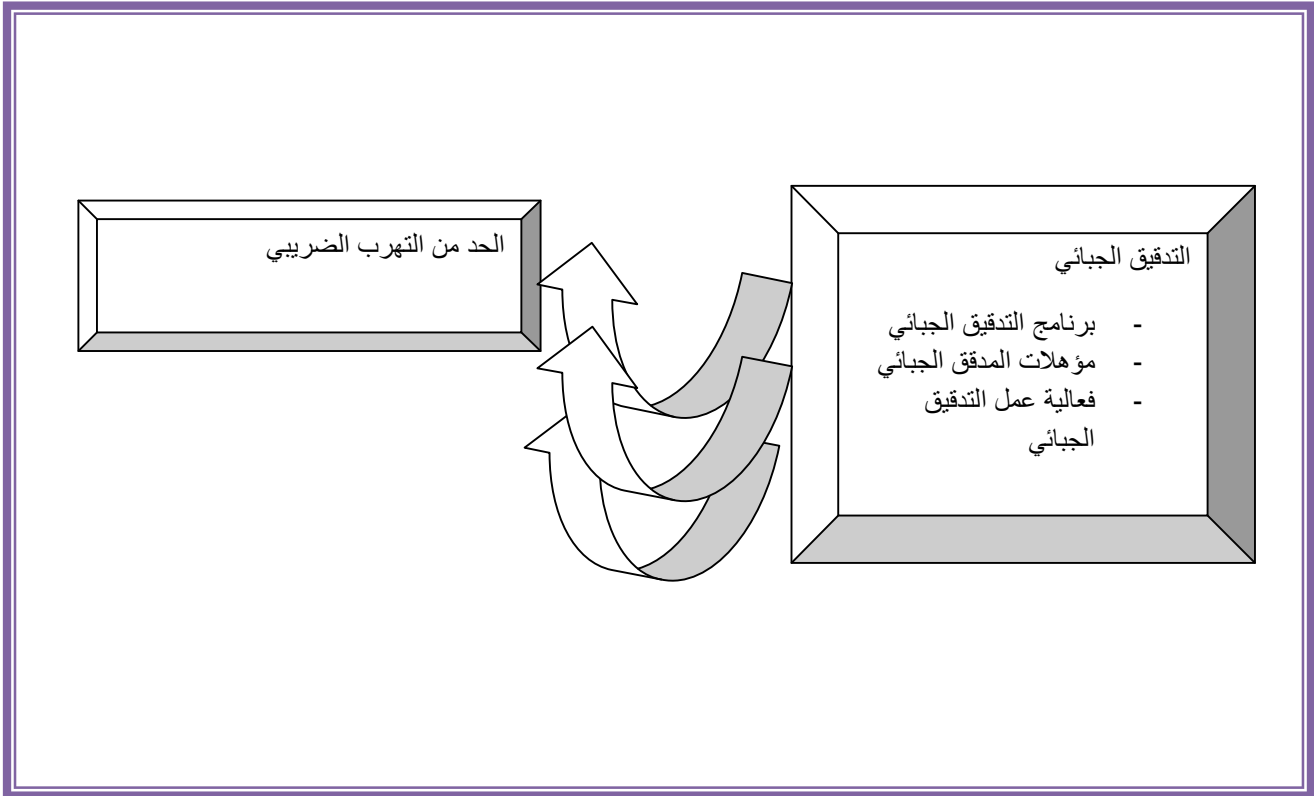 التدقيق الجبائي
- برنامج التدقيق الجبائي
- مؤهلات المدقق الجبائي
- فعالية عمل التدقيق
الجبائي
الحد من التهرب الضريبي